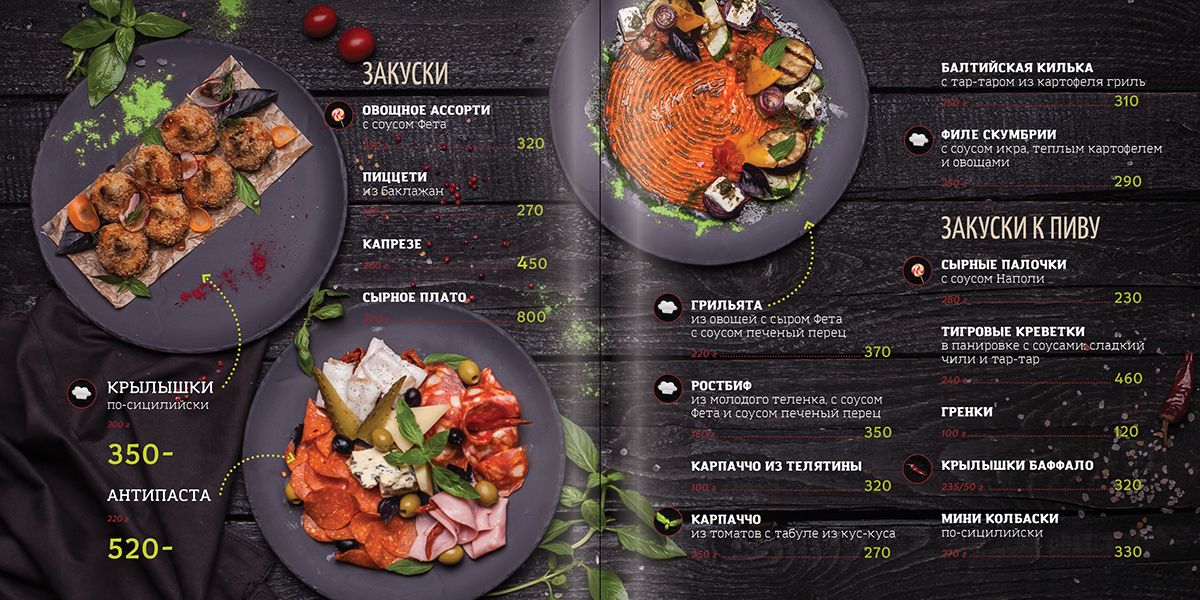 ЗАКУСКИ
ОВОЩНОЕ АССОРТИ
с соусом Фета
320
ПИЦЦЕТИ
из баклажан
270
КАПРЕЗЕ
260 г
450
СЫРНОЕ ПЛАТО
300 г
800
КРЫЛЫШКИ
по-сицилийски
300 г
350-
АНТИПАСТА
220 г
520-
ГРИЛЬЯТА
из овощей с сыром Фета
с соусом печеный перец
220 г
370
РОСТБИФ
из молодого теленка, с соусом
Фета и соусом печеный перец
160 г
350
КАРПАЧЧО ИЗ ТЕЛЯТИНЫ
100 г
320
КАРПАЧЧО
из томатов с табуле из кус-куса
250 г
270
БАЛТИЙСКАЯ КИЛЬКА
с тар-таром из картофеля гриль
310
ФИЛЕ СКУМБРИИ
с соусом икра, теплым картофелем
и овощами
260 г
290
ЗАКУСКИ К ПИВУ
СЫРНЫЕ ПАЛОЧКИ
с соусом Наполи
280 г
230
ТИГРОВЫЕ КРЕВЕТКИ
в панировке с соусами: сладкий
чили и тар-тар
240 г
460
ГРЕНКИ
100 г
120
КРЫЛЫШКИ БАФФАЛО
235/50 г
320
МИНИ КОЛБАСКИ
по-сицилийски
270 г
330